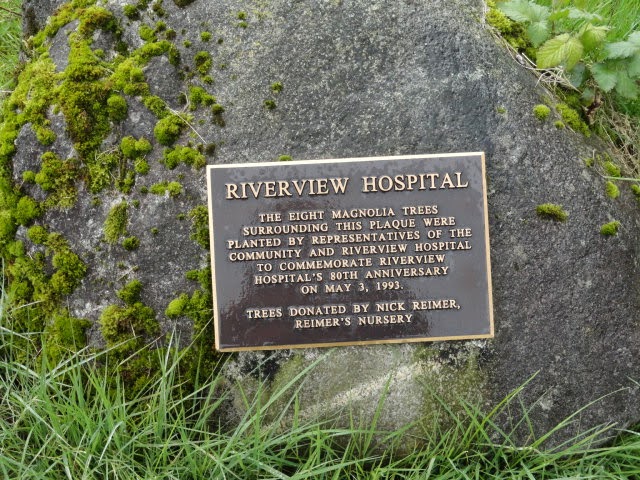 RIVERVIEW HOSPITAL
THE EIGHT MAGNOLIA TREES
SURROUNDING THIS PLAQUE WERE
PLANTED BY REPRESENTATIVES OF THE
COMMUNITY AND RIVERVIEW HOSPITAL
TO COMMEMORATE RIVERVIEW
HOSPITAL'S 80TH ANNIVERSARY
ON MAY 3, 1993.
TREES DONATED BY NICK REIMER,
REIMER'S NURSERY